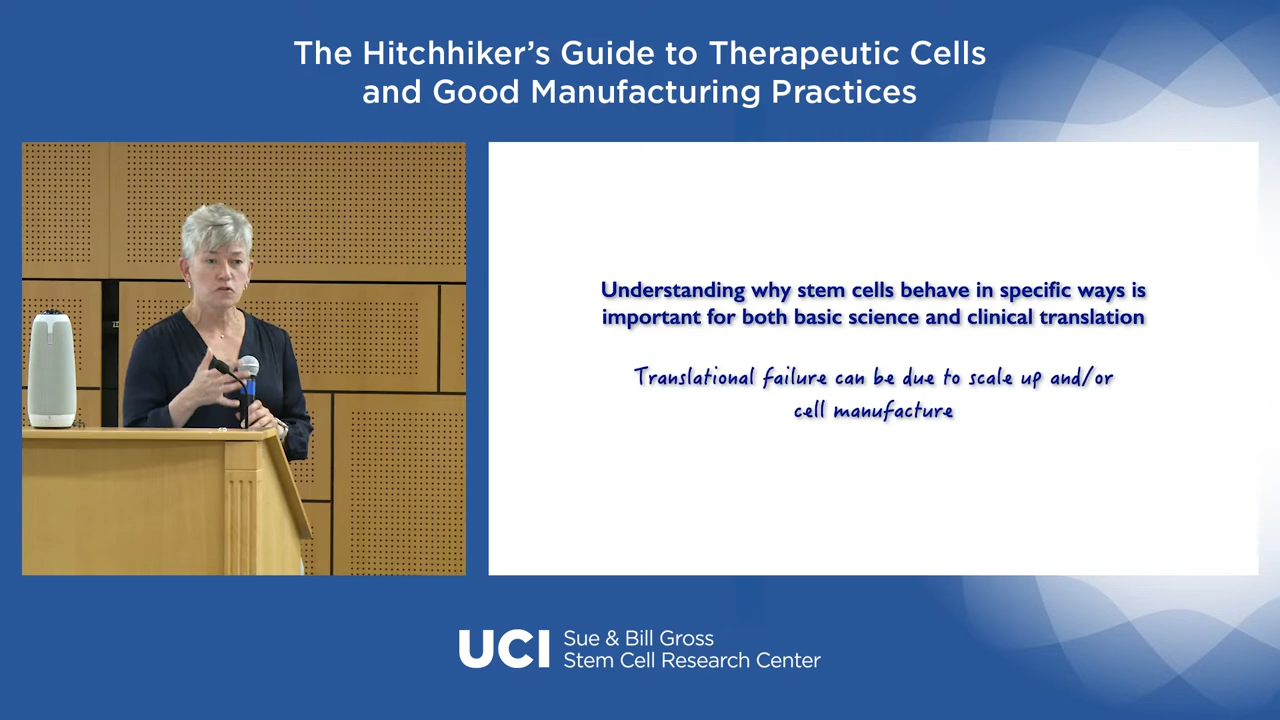 The Hitchhiker's Guide to Therapeutic Cells
and Good Manufacturing Practices
Understanding why stem cells behave in specific ways is
important for both basic science and clinical translation
Translational failure can be due to scale up and/or
cell manufacture
UCI
Sue & Bill Gross
Stem Cell Research Center